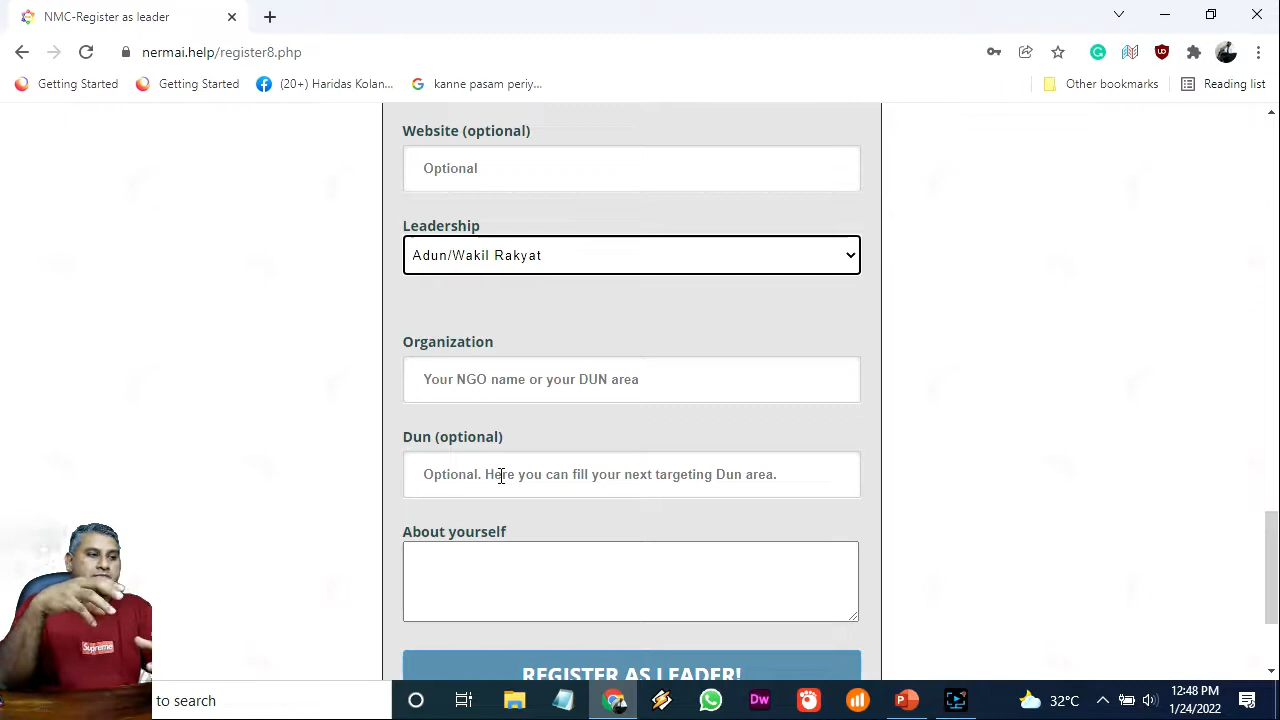 NMC-Register as leader
nermai.help/register8.php
Getting Started
Getting Started
(20+) Haridas Kolan...
kanne pasam periy...
Other bookmarks
Reading list
Website (optional)
Optional
Leadership
Adun/Wakil Rakyat
Organization
Your NGO name or your DUN area
Dun (optional)
Optional. Here you can fill your next targeting Dun area.
About yourself
REGISTER AS LEADER!
Supreme
to search
Dw
32°C
12:48 PM
1/24/2022